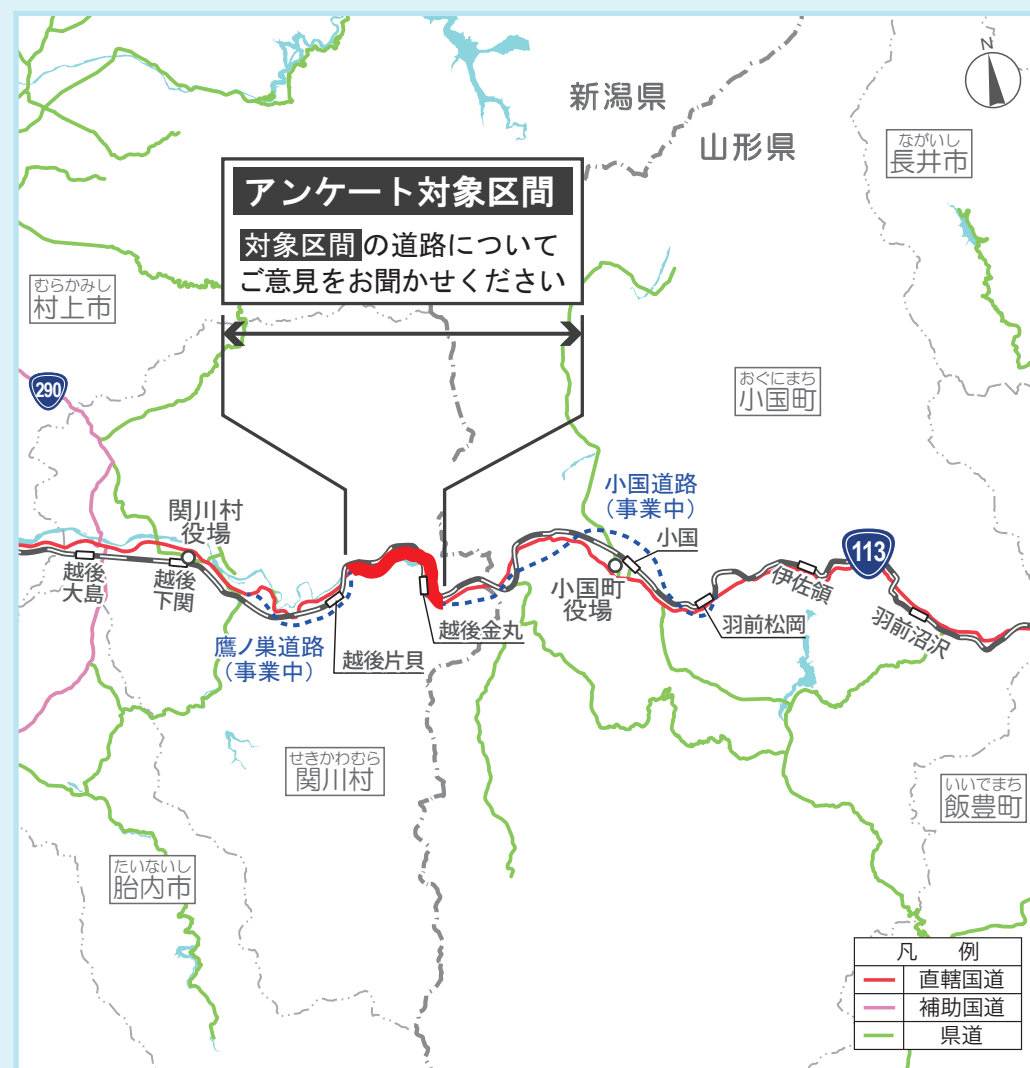 N
新潟県
山形県
ながいし
長井市
アンケート対象区間
対象区間の道路について
ご意見をお聞かせください
むらかみし
村上市
290
おぐにまち
小国町
小国道路
(事業中)
関川村
役場
小国
113
越後
大島
越後
下関
小国町
役場
伊佐領
羽前松岡
羽前沼沢
越後金丸
鷹ノ巣道路
(事業中)
越後片貝
せきかわむら
関川村
いいでまち
飯豊町
たいないし
胎内市
凡 例
直轄国道
補助国道
県道